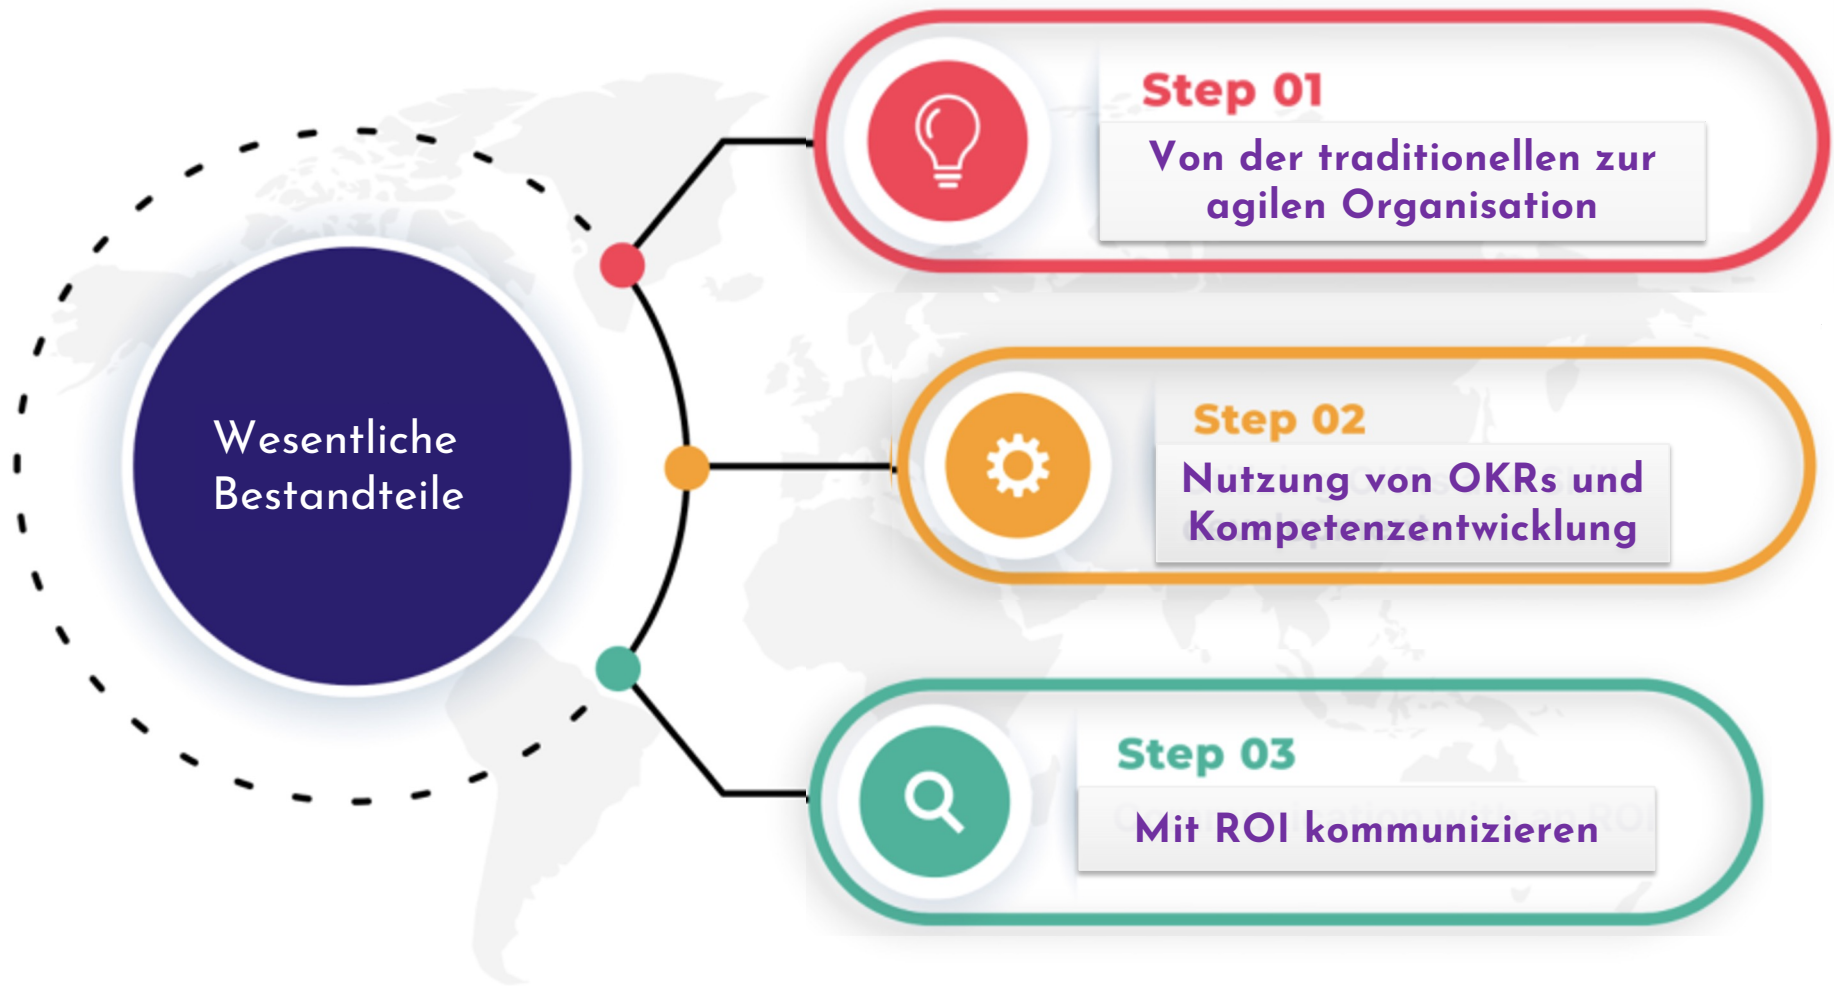 Wesentliche
Bestandteile
Step 01
Von der traditionellen zur
agilen Organisation
Step 02
Nutzung von OKRs und
Kompetenzentwicklung
Step 03
Mit ROI kommunizieren